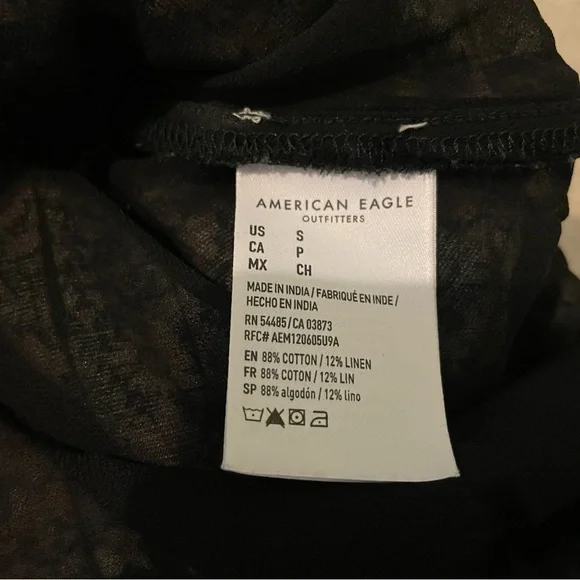 AMERICAN EAGLE
OUTFITTERS
US S
CA P
MX CH
MADE IN INDIA / FABRIQUÉ EN INDE /
HECHO EN INDIA
RN 54485 / CA 03873
RFC# AEM120605U9A
EN 88% COTTON / 12% LINEN
FR 88% COTON / 12% LIN
SP 88% algodón / 12% lino